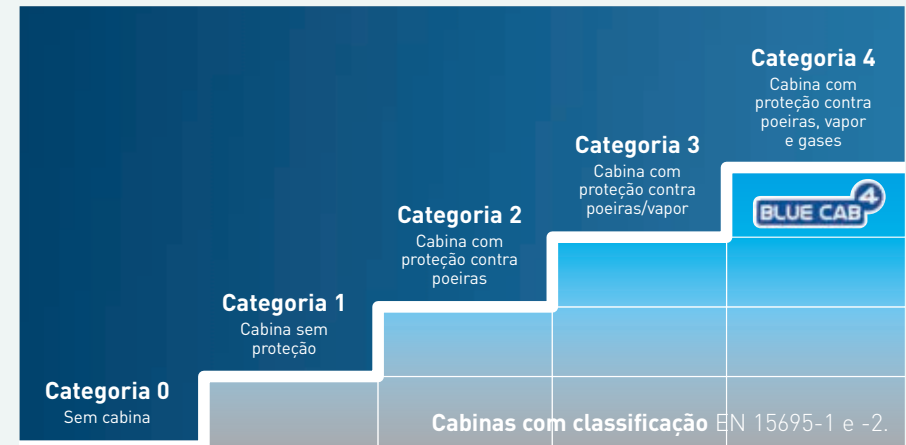 Categoria 4
Cabina com
proteção contra
poeiras, vapor
e gases
Categoria 3
Cabina com
proteção contra
poeiras/vapor
BLUE CAB 4
Categoria 2
Cabina com
proteção contra
poeiras
Categoria 1
Cabina sem
proteção
Categoria 0
Sem cabina
Cabinas com classificação EN 15695-1 e -2.